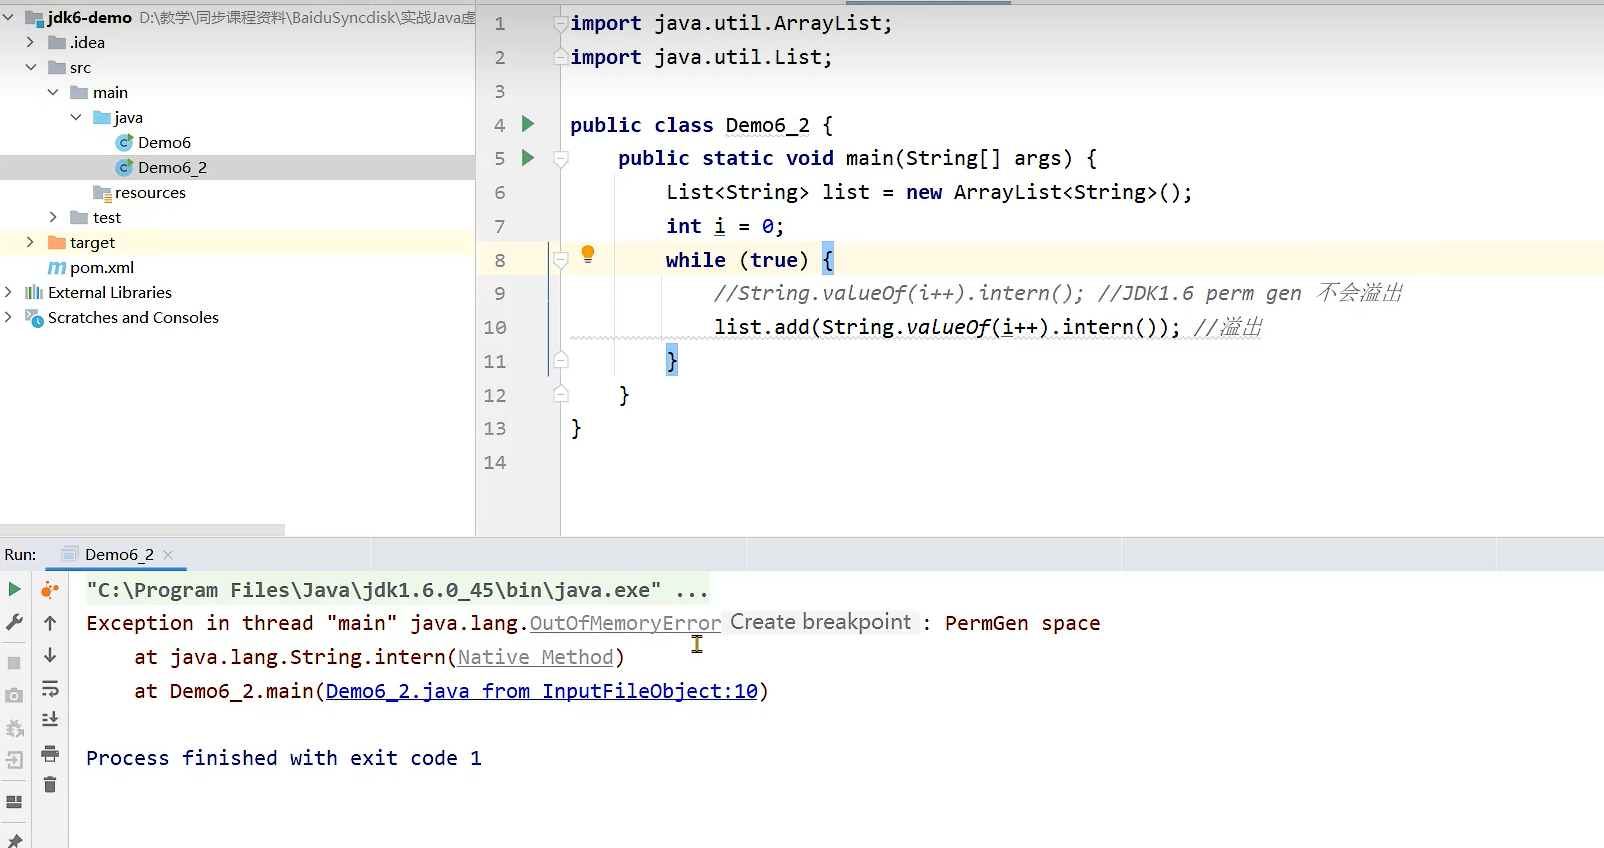 jdk6-demo D:\教学\同步课程资料\BaiduSyncdisk\实战Java虚
.idea
src
main
java
Demo6
Demo6_2
resources
test
target
pom.xml
External Libraries
Scratches and Consoles
1 import java.util.ArrayList;
2 import java.util.List;
3
4 public class Demo6_2 {
5 public static void main(String[] args) {
6 List<String> list = new ArrayList<String>();
7 int i = 0;
8 while (true) {
9 //String.valueOf(i++).intern(); //JDK1.6 perm gen 不会溢出
10 list.add(String.valueOf(i++).intern()); //溢出
11 }
12 }
13 }
14
Run: Demo6_2
"C:\Program Files\Java\jdk1.6.0_45\bin\java.exe" ...
Exception in thread "main" java.lang.OutOfMemoryError Create breakpoint : PermGen space
at java.lang.String.intern(Native Method)
at Demo6_2.main(Demo6_2.java from InputFileObject:10)
Process finished with exit code 1